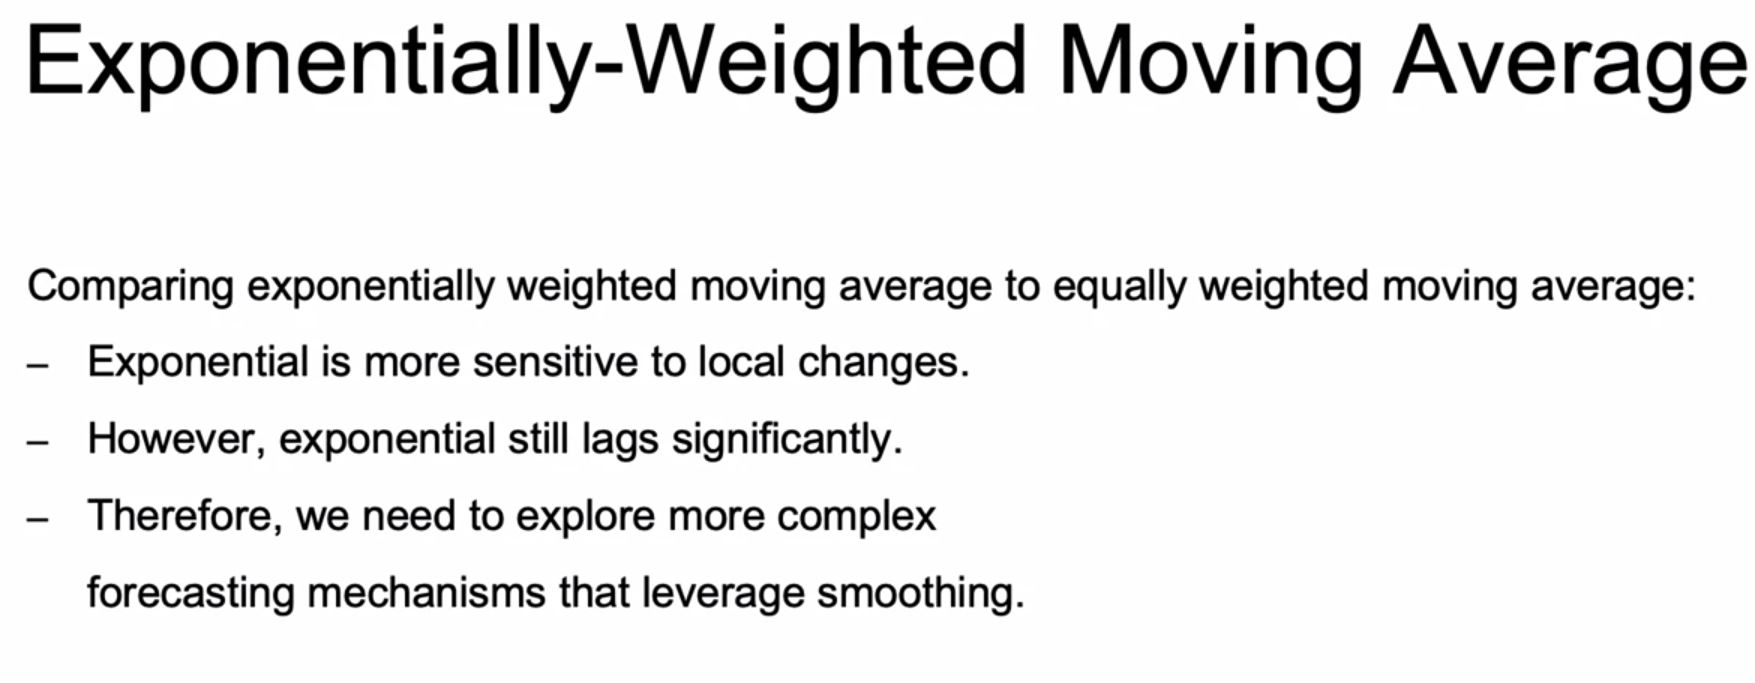 Exponentially-Weighted Moving Average
Comparing exponentially weighted moving average to equally weighted moving average:
– Exponential is more sensitive to local changes.
– However, exponential still lags significantly.
– Therefore, we need to explore more complex
forecasting mechanisms that leverage smoothing.